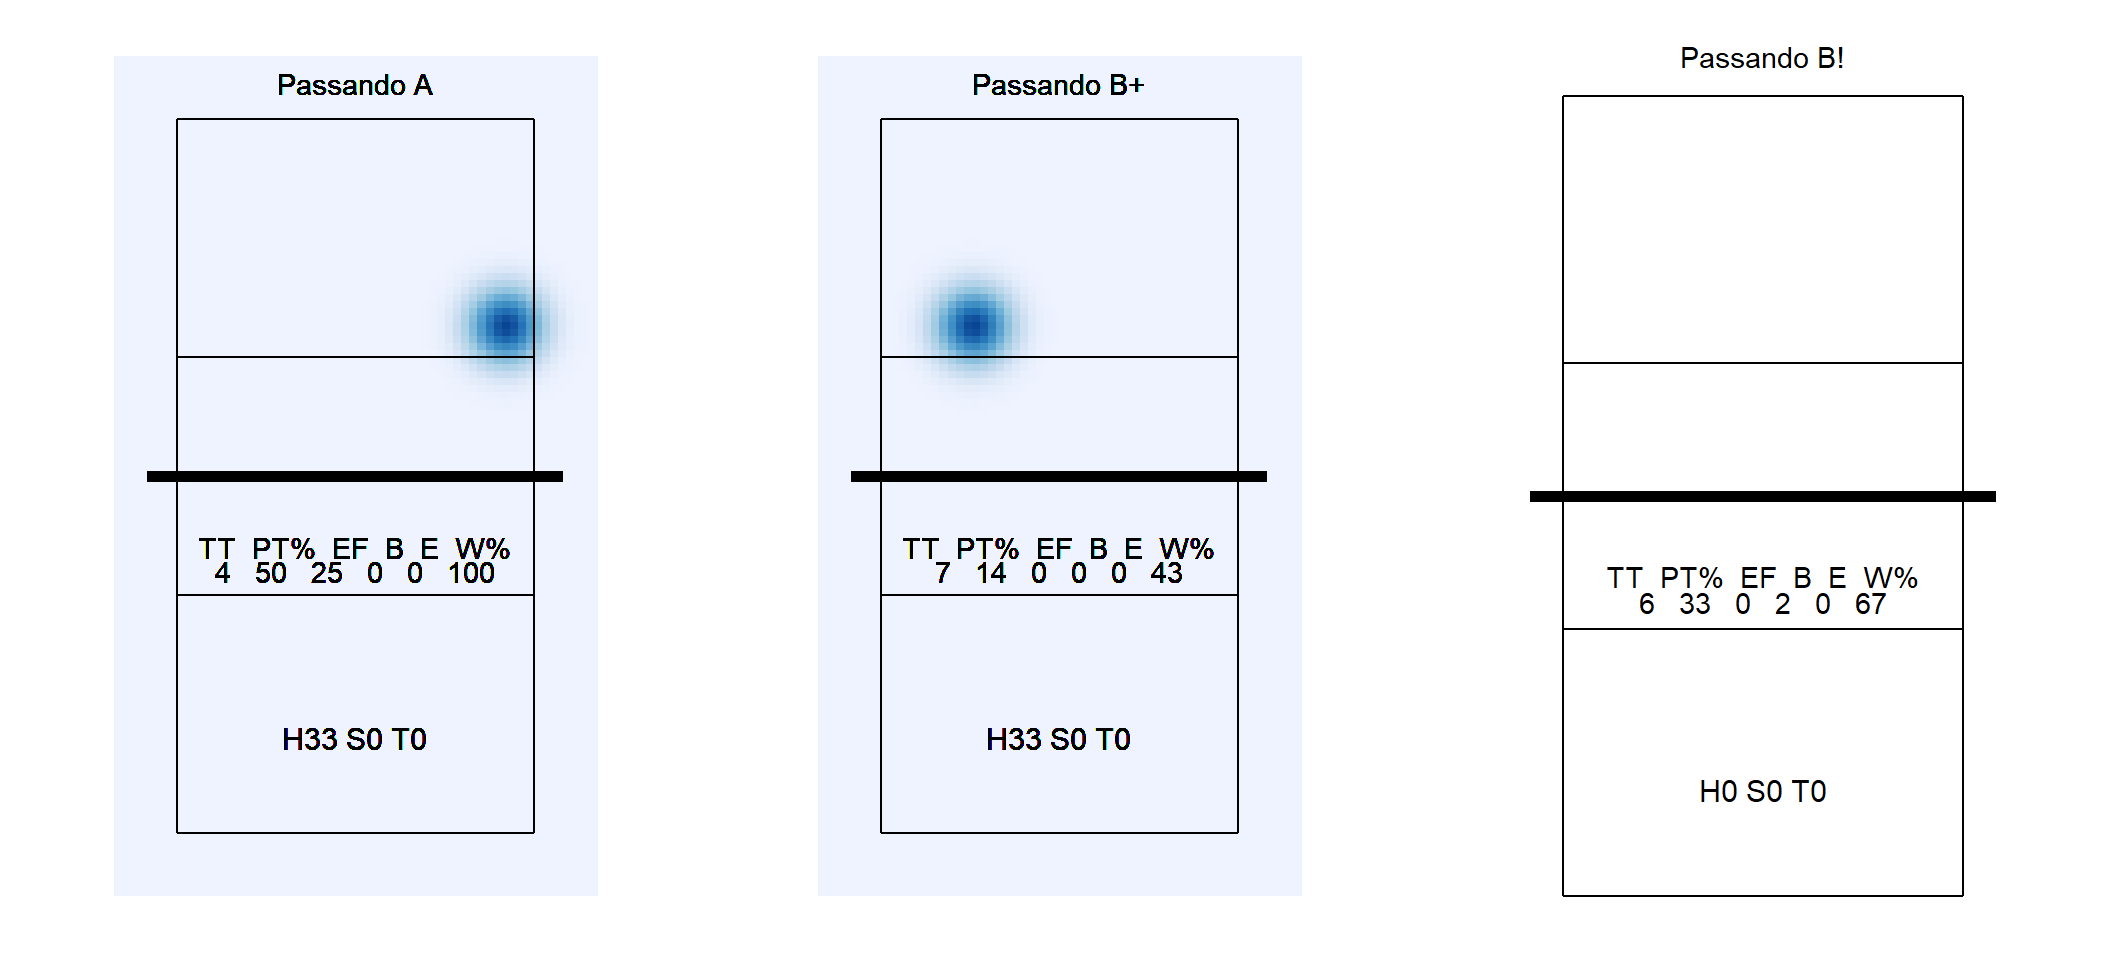 Passando A
TT PT% EF B E W%
4 50 25 0 0 100
H33 S0 T0
Passando B+
TT PT% EF B E W%
7 14 0 0 0 43
H33 S0 T0
Passando B!
TT PT% EF B E W%
6 33 0 2 0 67
H0 S0 T0